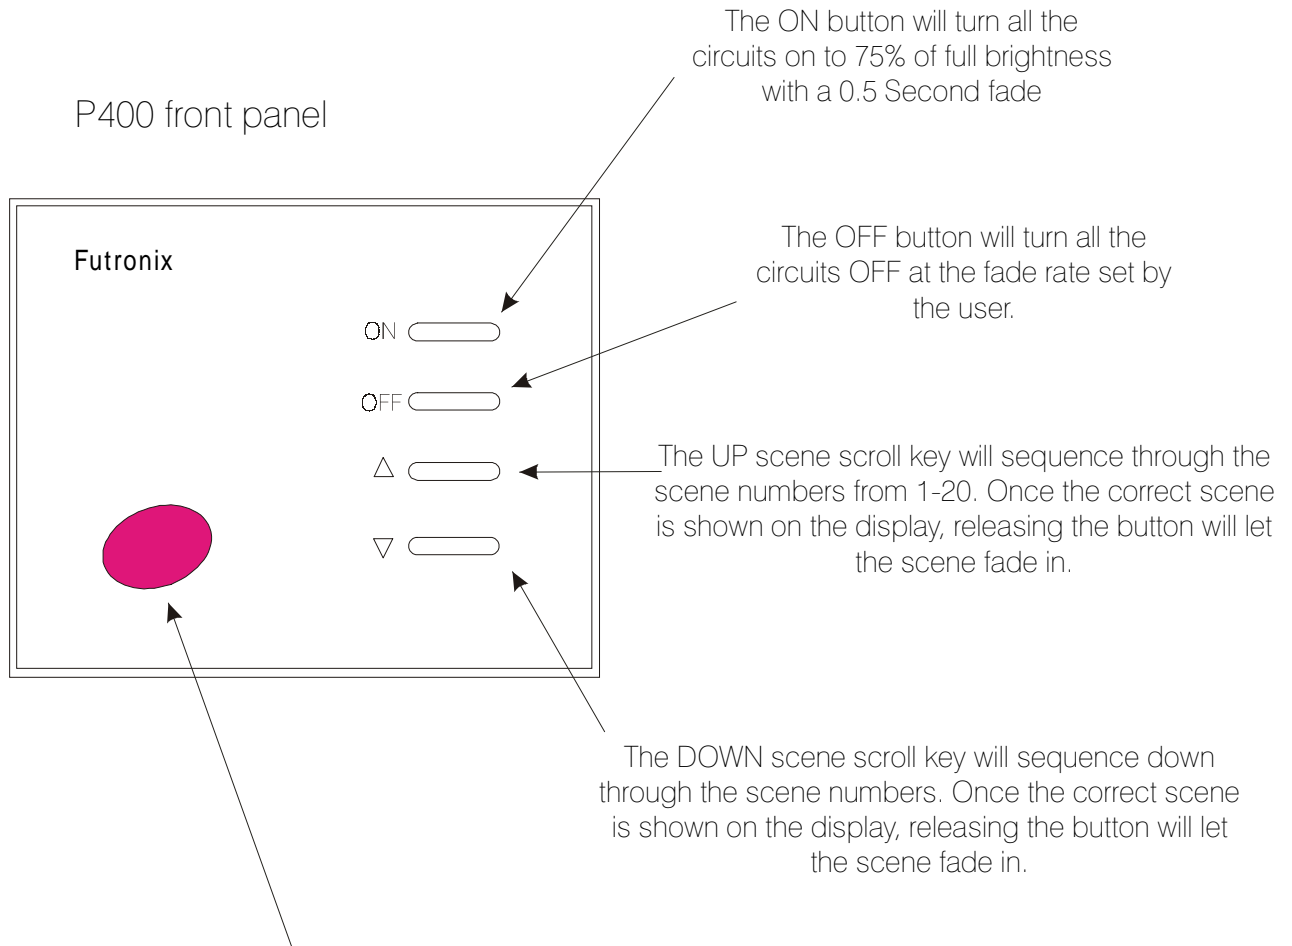 The ON button will turn all the
circuits on to 75% of full brightness
with a 0.5 Second fade
P400 front panel
The OFF button will turn all the
circuits OFF at the fade rate set by
the user.
Futronix
ON
OFF
The UP scene scroll key will sequence through the
scene numbers from 1-20. Once the correct scene
is shown on the display, releasing the button will let
the scene fade in.
The DOWN scene scroll key will sequence down
through the scene numbers. Once the correct scene
is shown on the display, releasing the button will let
the scene fade in.